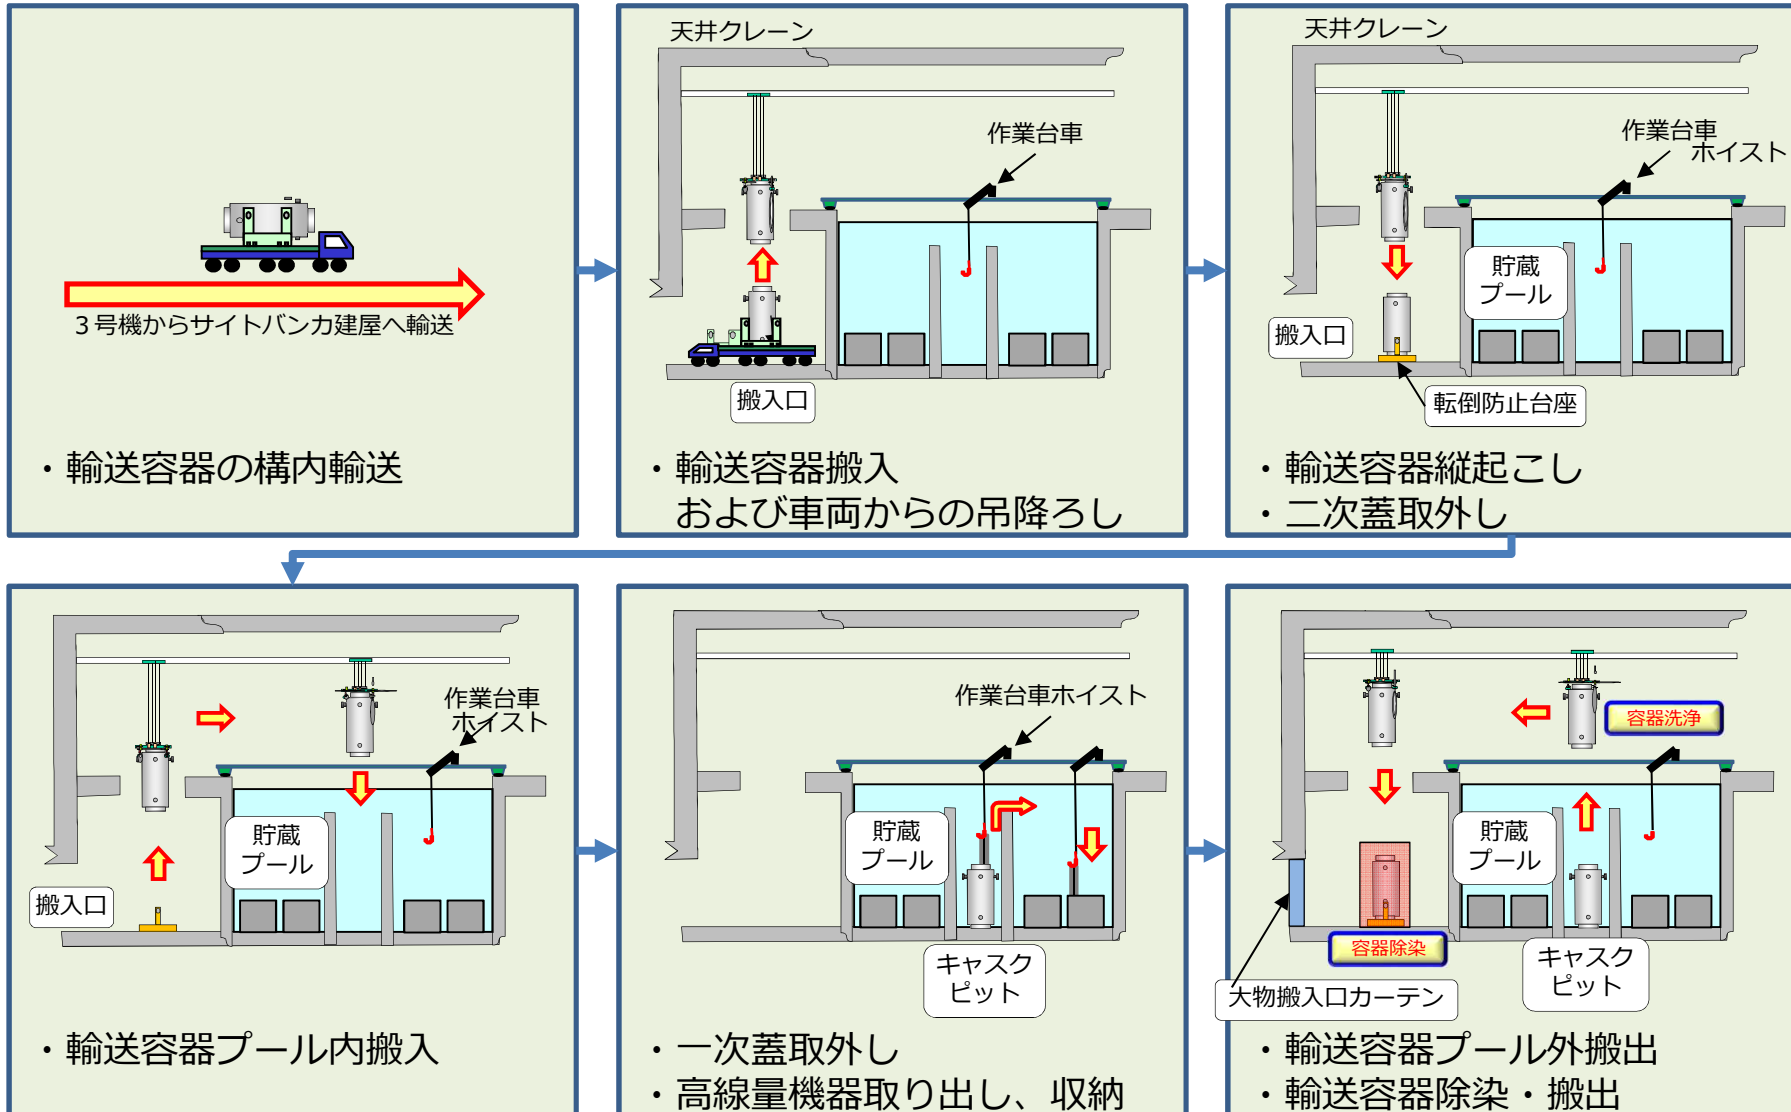 3号機からサイトバンカ建屋へ輸送
・輸送容器の構内輸送
天井クレーン
作業台車
搬入口
・輸送容器搬入
および車両からの吊降ろし
天井クレーン
作業台車
ホイスト
貯蔵
プール
搬入口
転倒防止台座
・輸送容器縦起こし
・二次蓋取外し
作業台車
ホイスト
貯蔵
プール
搬入口
・輸送容器プール内搬入
作業台車ホイスト
貯蔵
プール
キャスク
ピット
・一次蓋取外し
・高線量機器取り出し、収納
容器洗浄
貯蔵
プール
容器除染
キャスク
ピット
大物搬入口カーテン
・輸送容器プール外搬出
・輸送容器除染・搬出